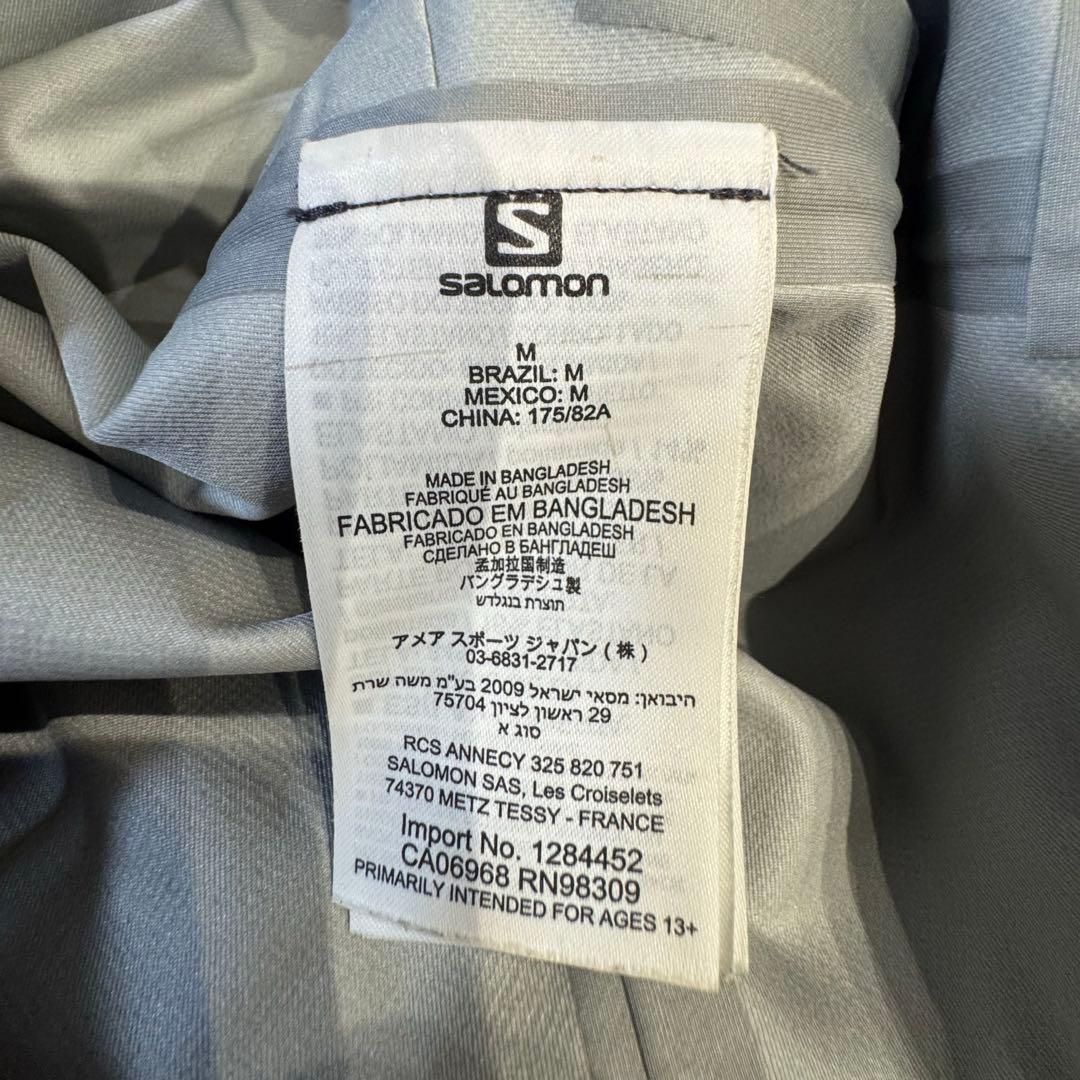 S
salomon
M
BRAZIL: M
MEXICO: M
CHINA: 175/82A
MADE IN BANGLADESH
FABRIQUÉ AU BANGLADESH
FABRICADO EM BANGLADESH
FABRICADO EN BANGLADESH
СДЕЛАНО В БАНГЛАДЕШ
孟加拉国制造
バングラデシュ製
תוצרת בנגלדש
アメア スポーツ ジャパン (株)
03-6831-2717
היבואן: מסאי ישראל 2009 בע"מ משה שרת
29 ראשון לציון 75704
סוג א
RCS ANNECY 325 820 751
SALOMON SAS, Les Croiselets
74370 METZ TESSY - FRANCE
Import No. 1284452
CA06968 RN98309
PRIMARILY INTENDED FOR AGES 13+